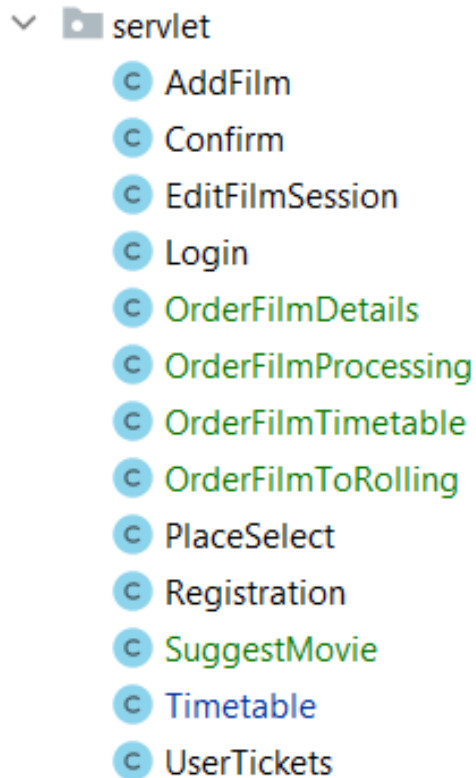 servlet
C AddFilm
C Confirm
C EditFilmSession
C Login
C OrderFilmDetails
C OrderFilmProcessing
C OrderFilmTimetable
C OrderFilmToRolling
C PlaceSelect
C Registration
C SuggestMovie
C Timetable
C UserTickets